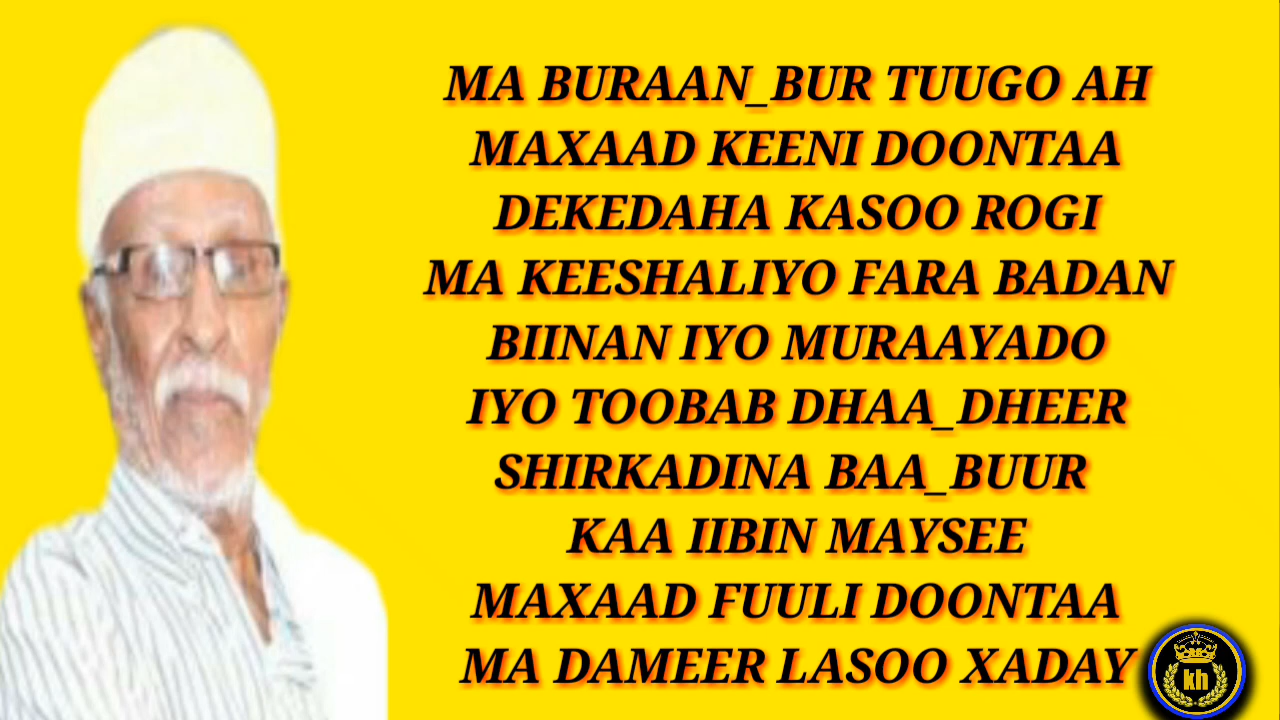 MA BURAAN_BUR TUUGO AH
MAXAAD KEENI DOONTAA
DEKEDAHA KASOO ROGI
MA KEESHALIYO FARA BADAN
BIINAN IYO MURAAYADO
IYO TOOBAB DHAA_DHEER
SHIRKADINA BAA_BUUR
KAA IIBIN MAYSEE
MAXAAD FUULI DOONTAA
MA DAMEER LASOO XADAY
kh